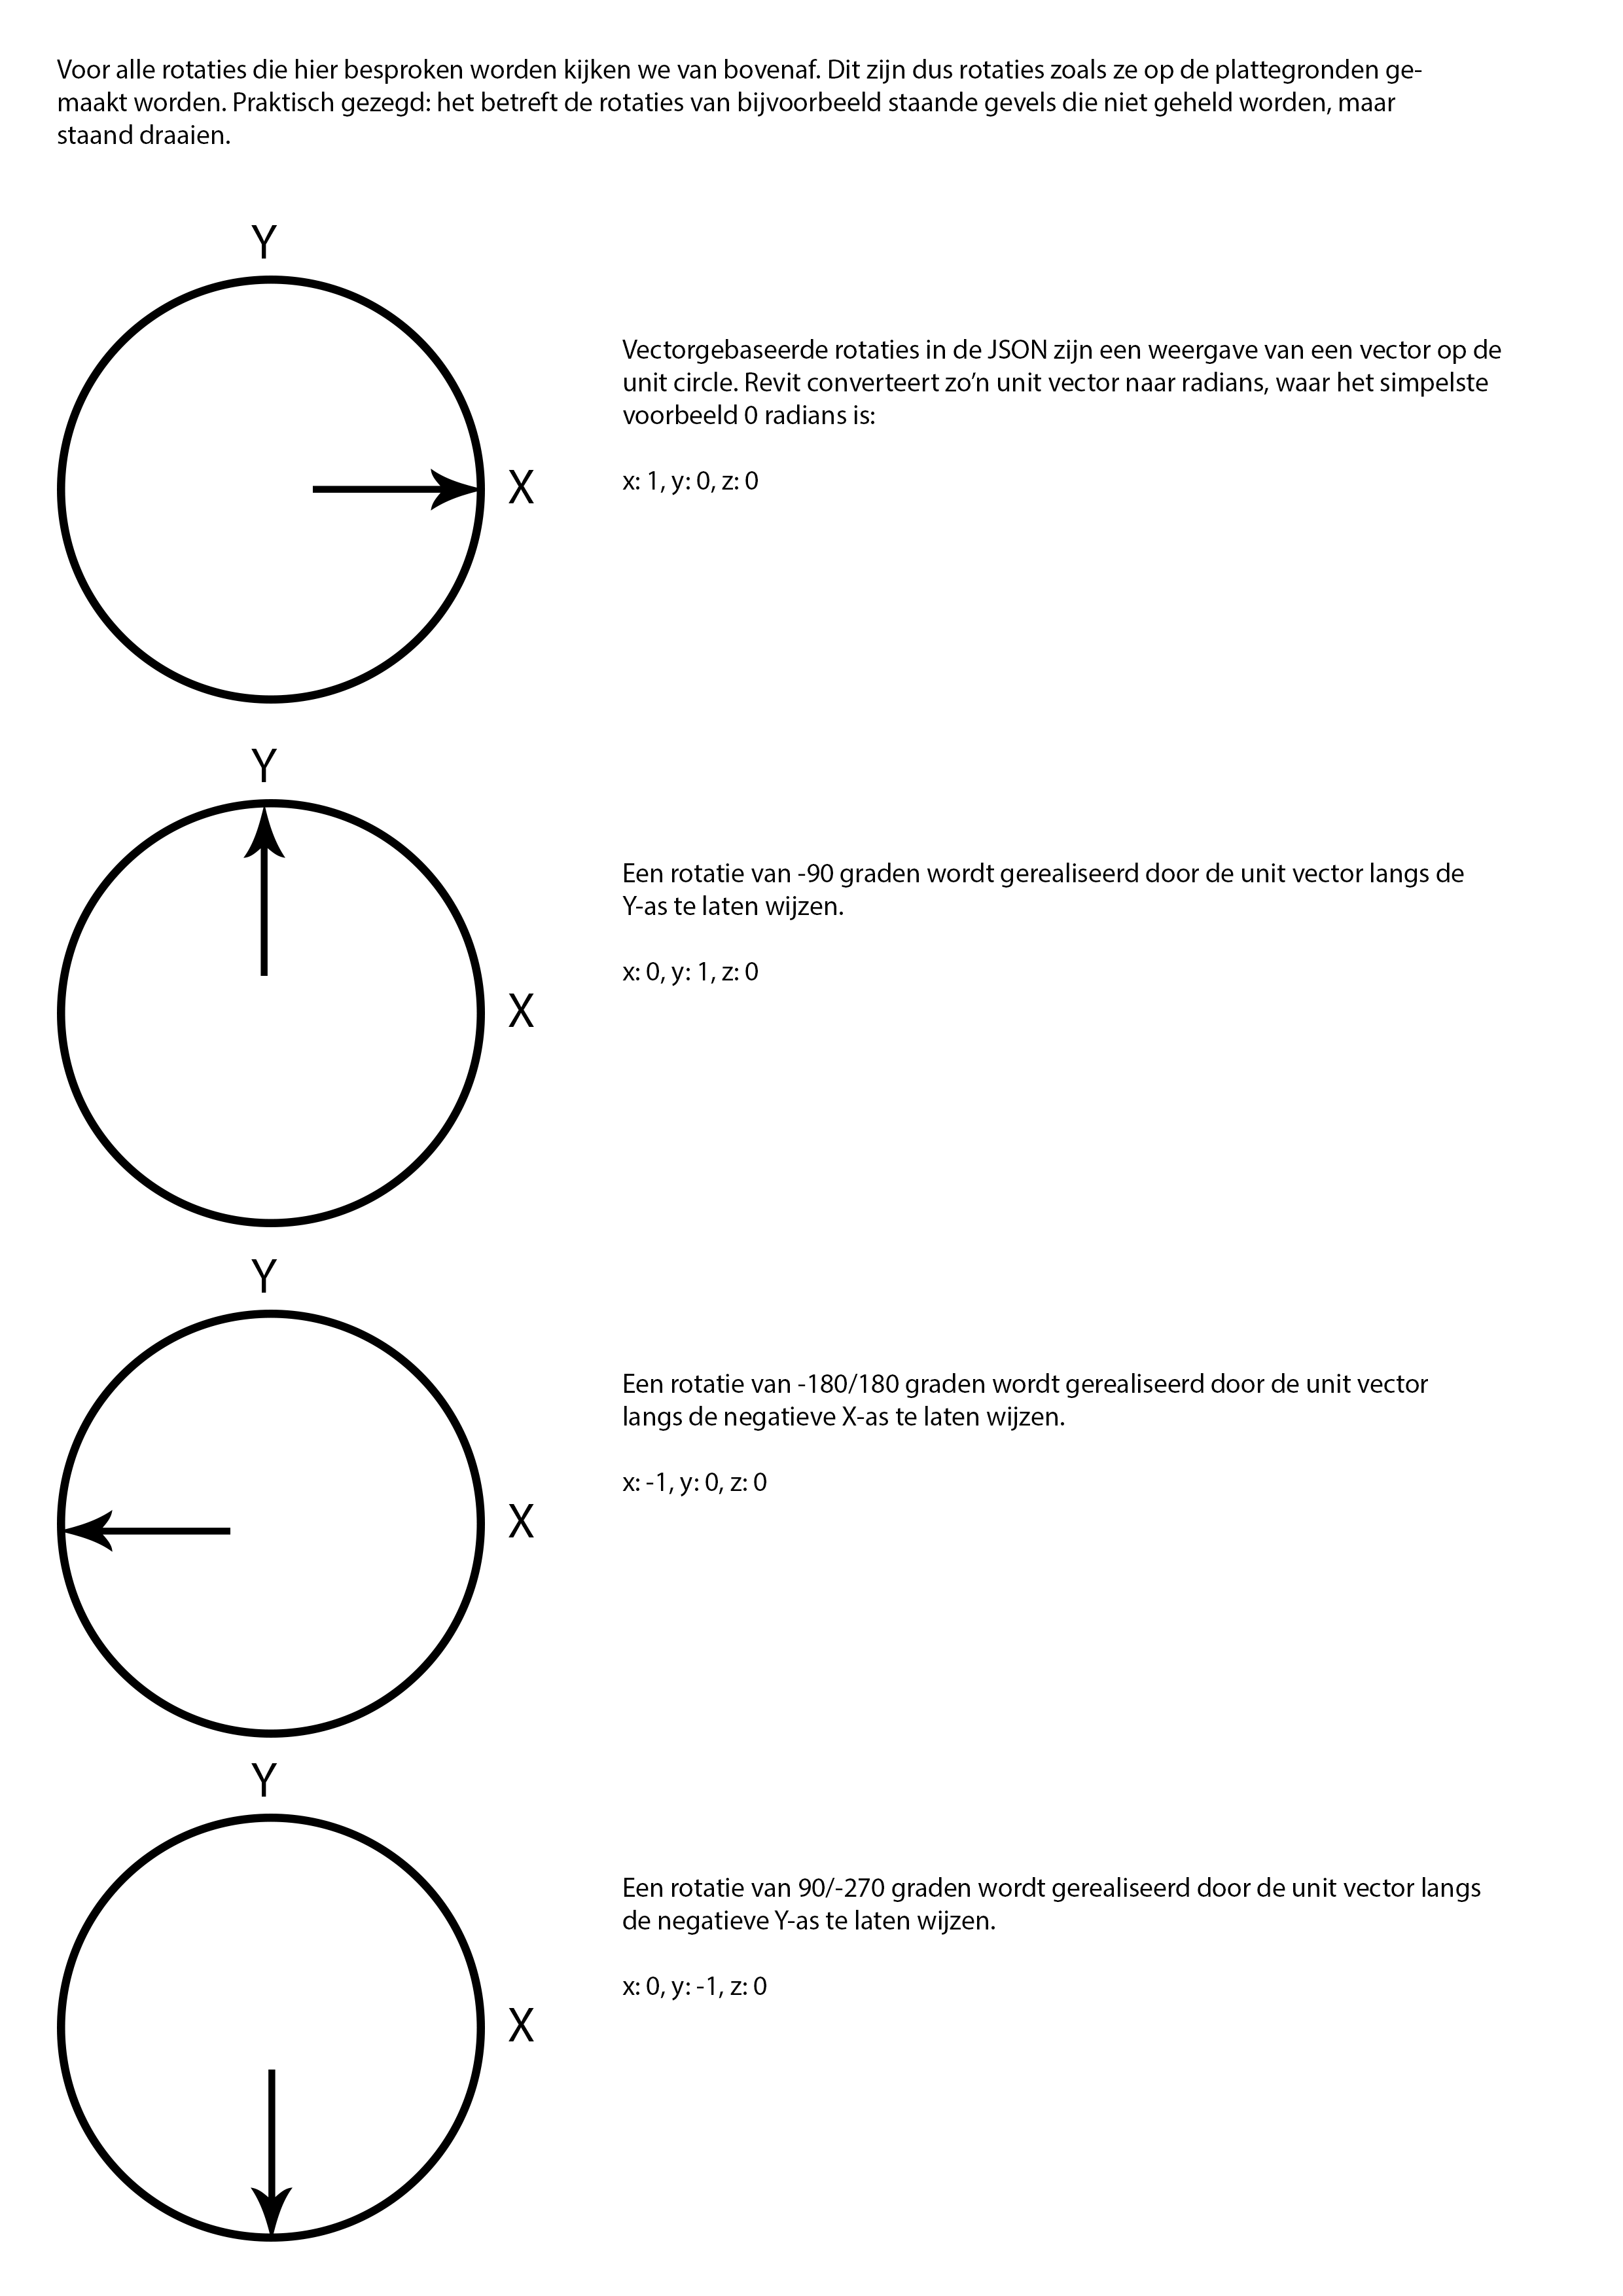 Voor alle rotaties die hier besproken worden kijken we van bovenaf. Dit zijn dus rotaties zoals ze op de plattegronden ge-
maakt worden. Praktisch gezegd: het betreft de rotaties van bijvoorbeeld staande gevels die niet geheld worden, maar
staand draaien.
Y
X
Vectorgebaseerde rotaties in de JSON zijn een weergave van een vector op de
unit circle. Revit converteert zo’n unit vector naar radians, waar het simpelste
voorbeeld 0 radians is:
x: 1, y: 0, z: 0
Y
X
Een rotatie van -90 graden wordt gerealiseerd door de unit vector langs de
Y-as te laten wijzen.
x: 0, y: 1, z: 0
Y
X
Een rotatie van -180/180 graden wordt gerealiseerd door de unit vector
langs de negatieve X-as te laten wijzen.
x: -1, y: 0, z: 0
Y
X
Een rotatie van 90/-270 graden wordt gerealiseerd door de unit vector langs
de negatieve Y-as te laten wijzen.
x: 0, y: -1, z: 0